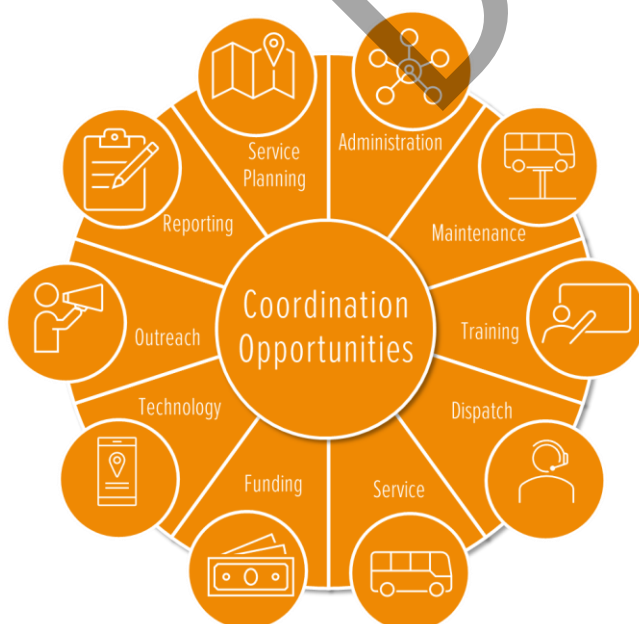 Coordination
Opportunities
Administration
Maintenance
Training
Dispatch
Service
Funding
Technology
Outreach
Reporting
Service
Planning